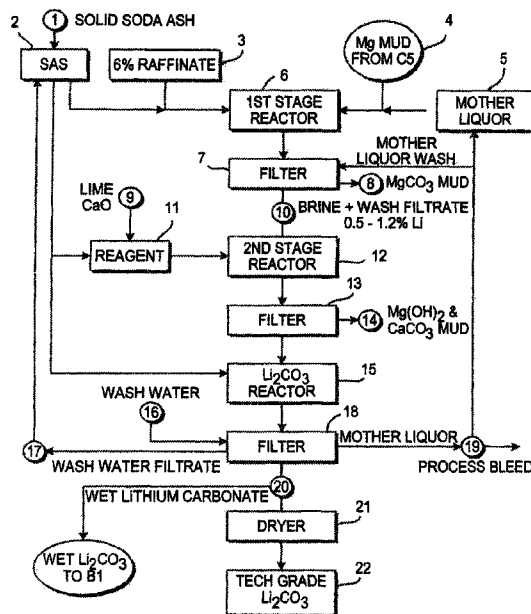 1 SOLID SODA ASH
2
SAS
3
6% RAFFINATE
4
Mg MUD
FROM C5
5
MOTHER
LIQUOR
6
1ST STAGE
REACTOR
MOTHER
LIQUOR WASH
7
FILTER
8 MgCO3 MUD
LIME
CaO
9
10 BRINE + WASH FILTRATE
0.5 - 1.2% Li
11
REAGENT
2ND STAGE
REACTOR
12
13
FILTER
14 Mg(OH)2 &
CaCO3 MUD
Li2CO3
REACTOR
15
WASH WATER
16
18
FILTER
MOTHER LIQUOR
19
PROCESS BLEED
17
WASH WATER FILTRATE
WET LITHIUM CARBONATE
20
DRYER
21
WET Li2CO3
TO B1
TECH GRADE
Li2CO3
22